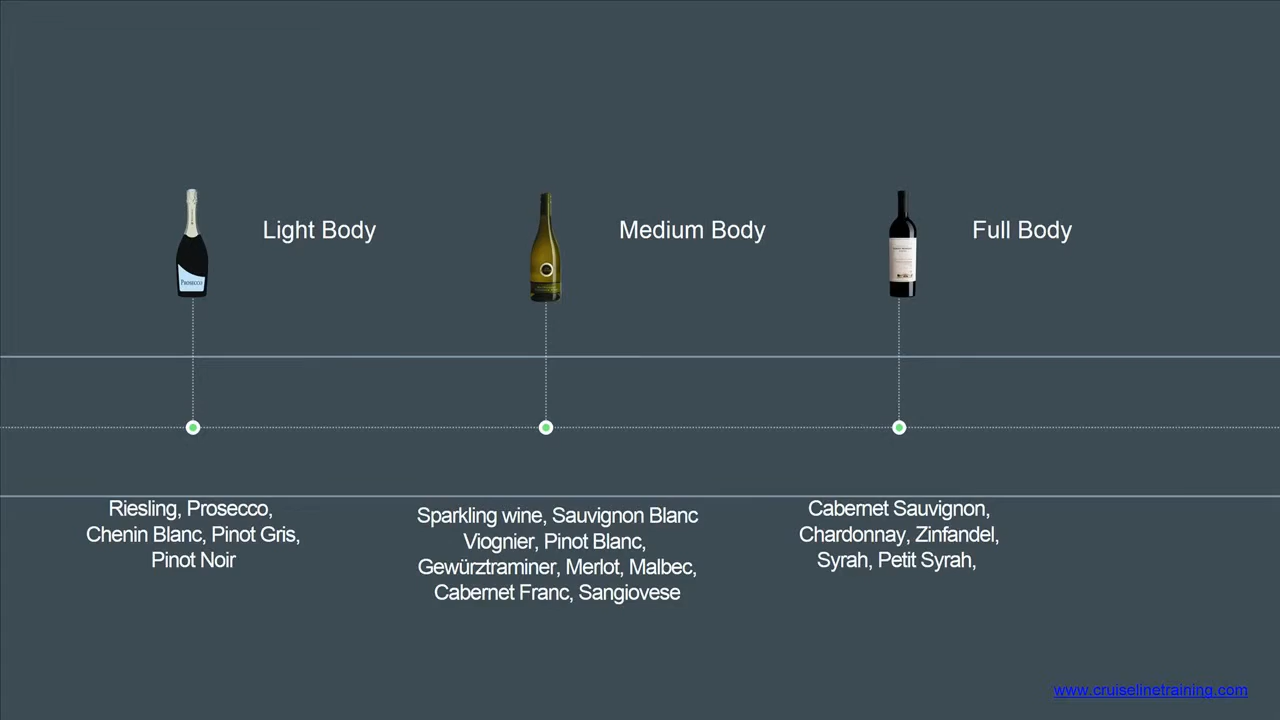 Light Body
Medium Body
Full Body
PROSECCO
Riesling, Prosecco,
Chenin Blanc, Pinot Gris,
Pinot Noir
Sparkling wine, Sauvignon Blanc
Viognier, Pinot Blanc,
Gewürztraminer, Merlot, Malbec,
Cabernet Franc, Sangiovese
Cabernet Sauvignon,
Chardonnay, Zinfandel,
Syrah, Petit Syrah,
www.cruiselinetraining.com